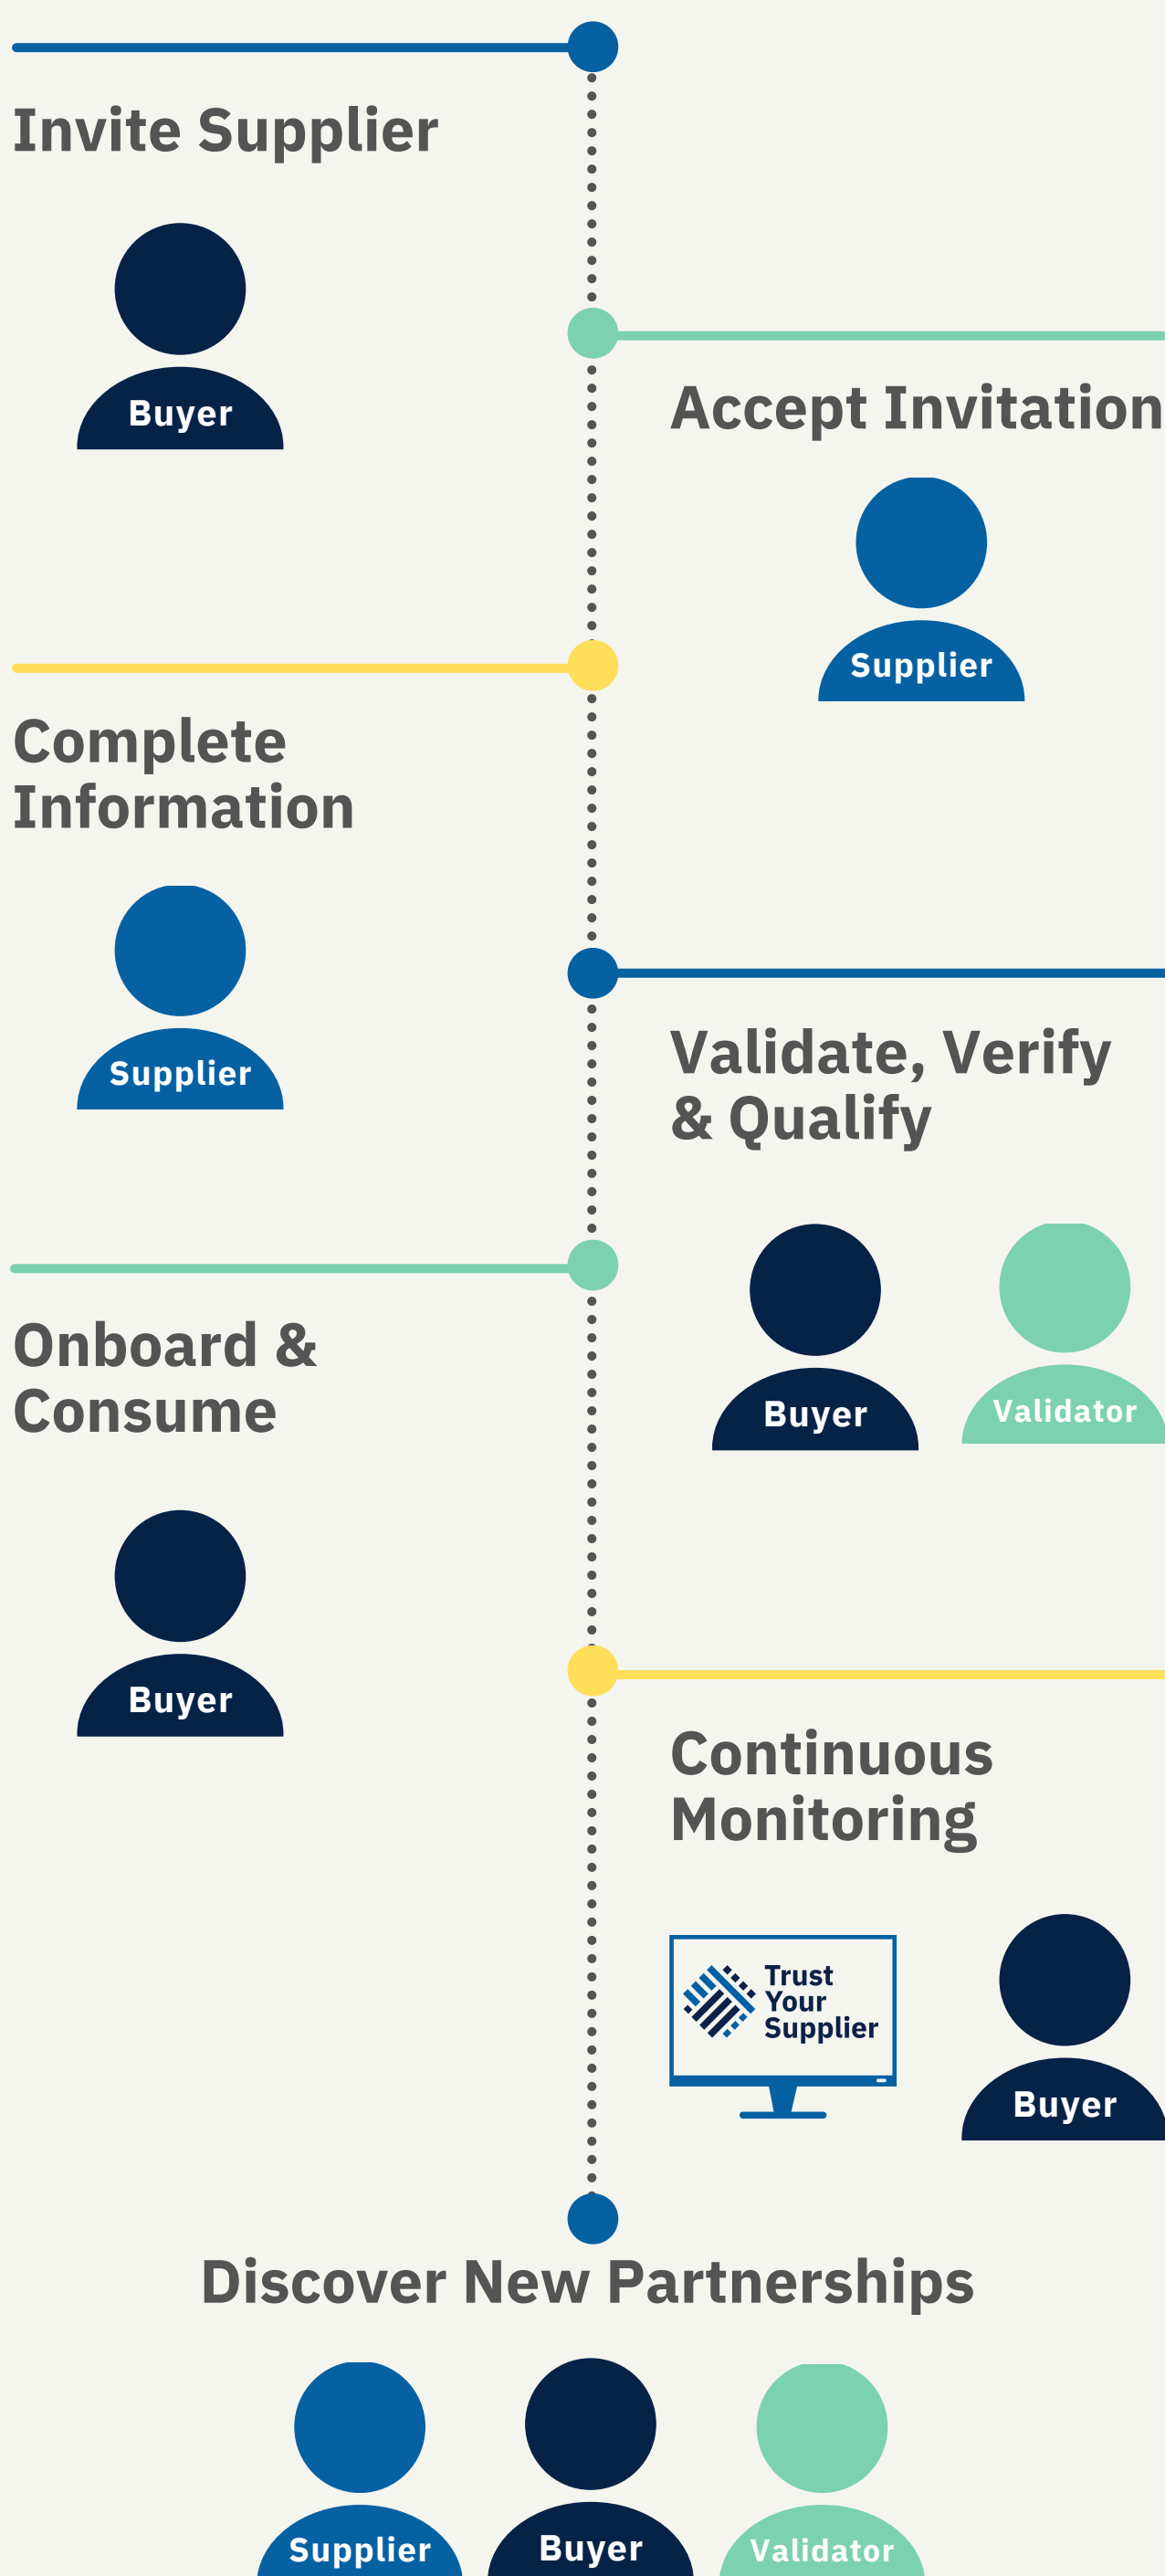 Invite Supplier
Buyer
Accept Invitation
Supplier
Complete
Information
Supplier
Validate, Verify
& Qualify
Buyer
Validator
Onboard &
Consume
Buyer
Continuous
Monitoring
Trust
Your
Supplier
Buyer
Discover New Partnerships
Supplier
Buyer
Validator